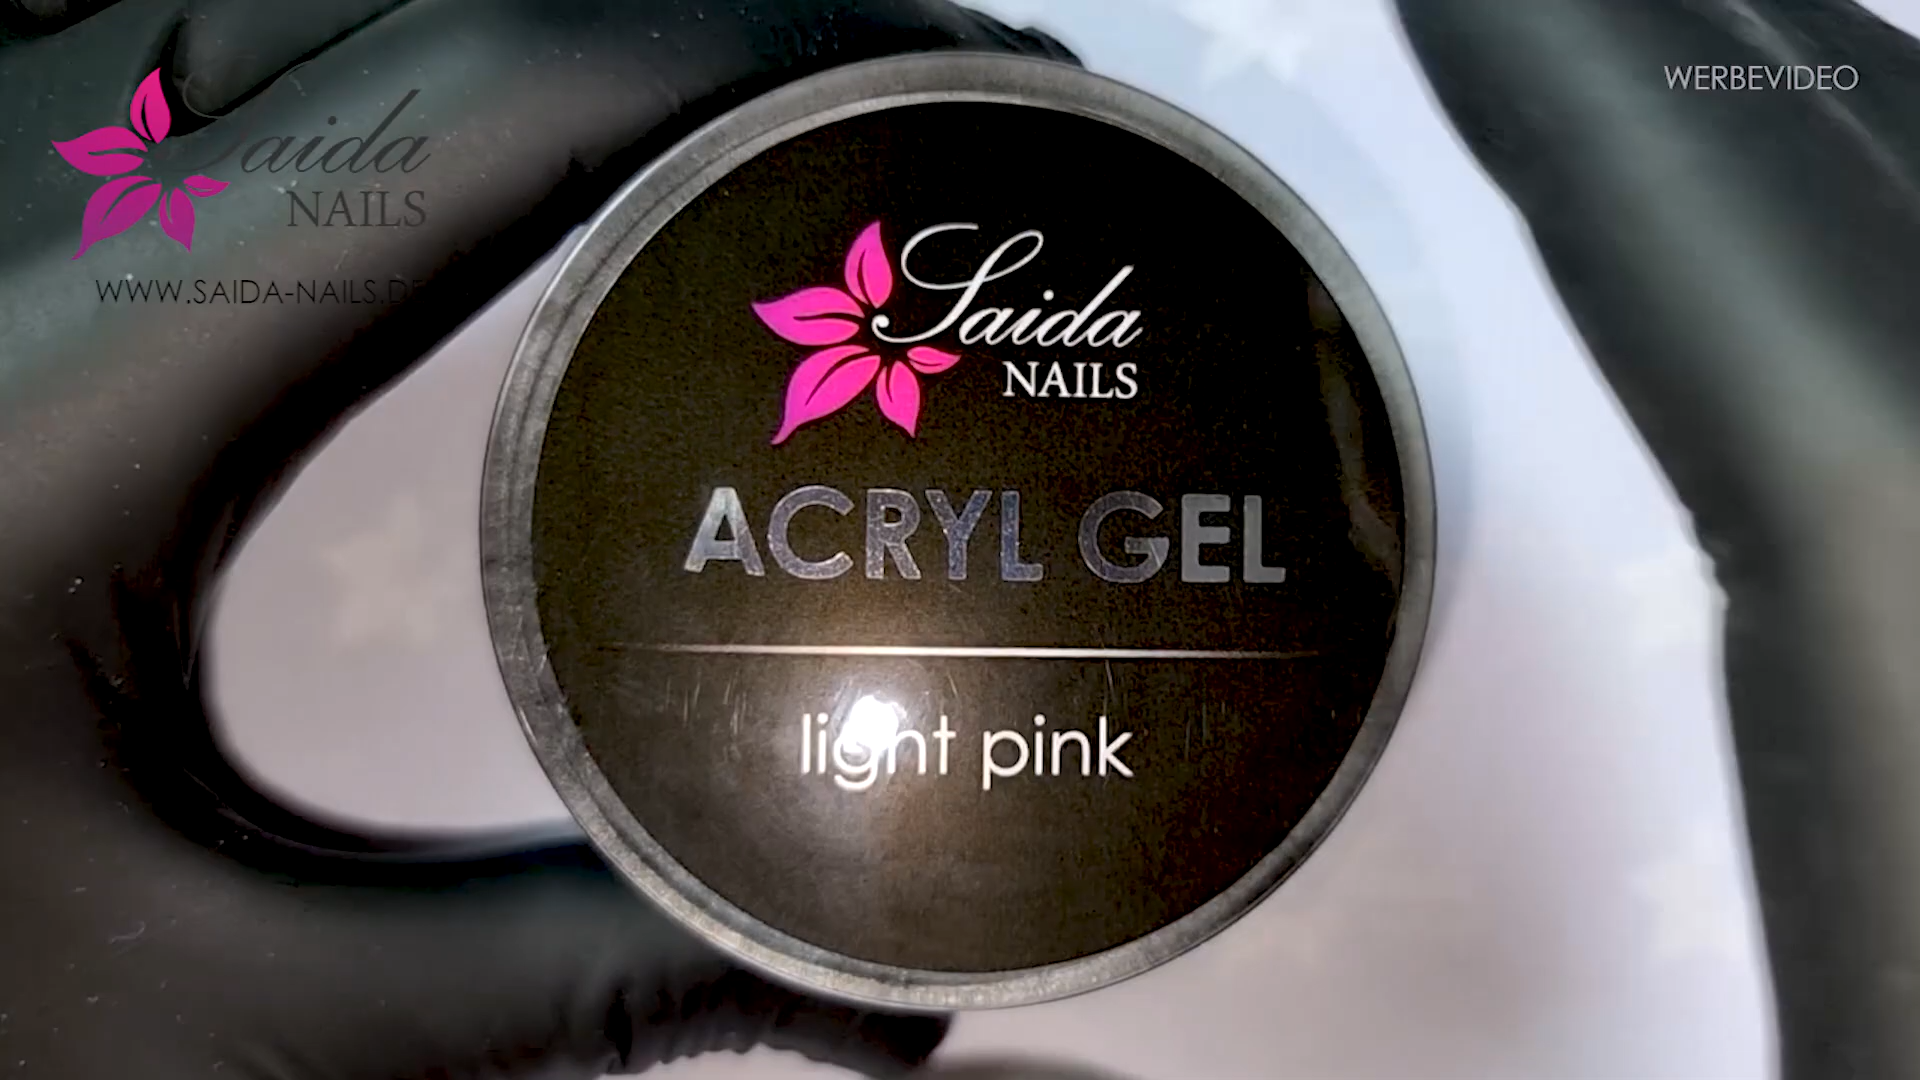 Saida
NAILS
WWW.SAIDA-NAILS.DE
WERBEVIDEO
Saida
NAILS
ACRYL GEL
light pink